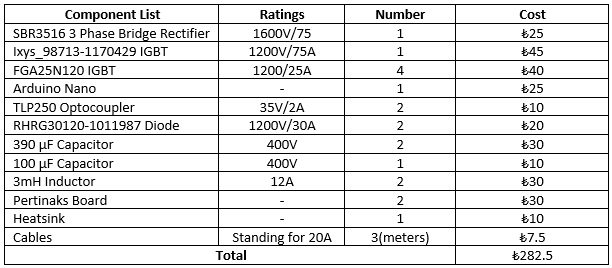 Component List Ratings Number Cost
SBR3516 3 Phase Bridge Rectifier 1600V/75 1 ₺25
Ixys_98713-1170429 IGBT 1200V/75A 1 ₺45
FGA25N120 IGBT 1200/25A 4 ₺40
Arduino Nano - 1 ₺25
TLP250 Optocoupler 35V/2A 2 ₺10
RHRG30120-1011987 Diode 1200V/30A 2 ₺20
390 µF Capacitor 400V 2 ₺30
100 µF Capacitor 400V 1 ₺10
3mH Inductor 12A 2 ₺30
Pertinaks Board - 2 ₺30
Heatsink - 1 ₺10
Cables Standing for 20A 3(meters) ₺7.5
Total ₺282.5